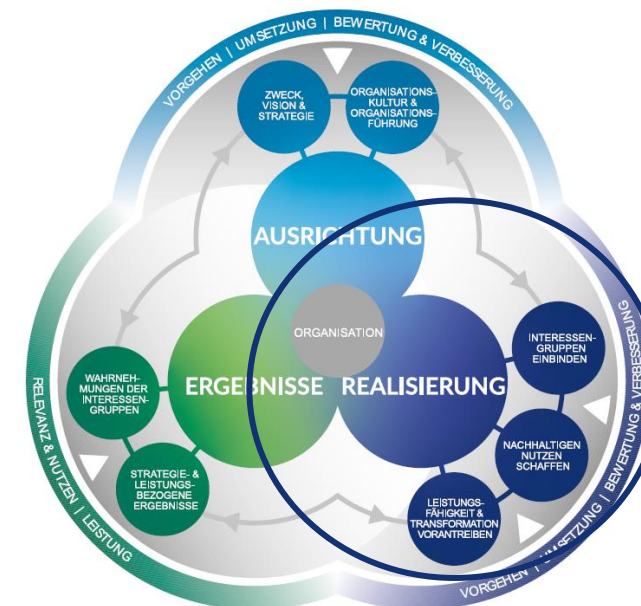 VORGEHEN | UMSETZUNG | BEWERTUNG & VERBESSERUNG
ZWECK,
VISION &
STRATEGIE
ORGANISATIONS-
KULTUR &
ORGANISATIONS-
FÜHRUNG
AUSRICHTUNG
ORGANISATION
INTERESSEN-
GRUPPEN
EINBINDEN
WAHRNEH-
MUNGEN DER
INTERESSEN-
GRUPPEN
ERGEBNISSE
REALISIERUNG
NACHHALTIGEN
NUTZEN
SCHAFFEN
STRATEGIE- &
LEISTUNGS-
BEZOGENE
ERGEBNISSE
LEISTUNGS-
FÄHIGKEIT &
TRANSFORMATION
VORANTREIBEN
RELEVANZ & NUTZEN | LEISTUNG
VORGEHEN | UMSETZUNG | BEWERTUNG & VERBESSERUNG